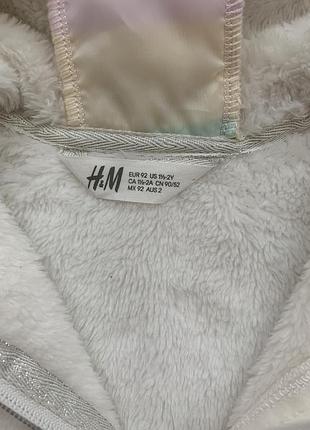 H&M
EUR 92 US 1½-2Y
CA 1½-2A CN 90/52
MX 92 AUS 2